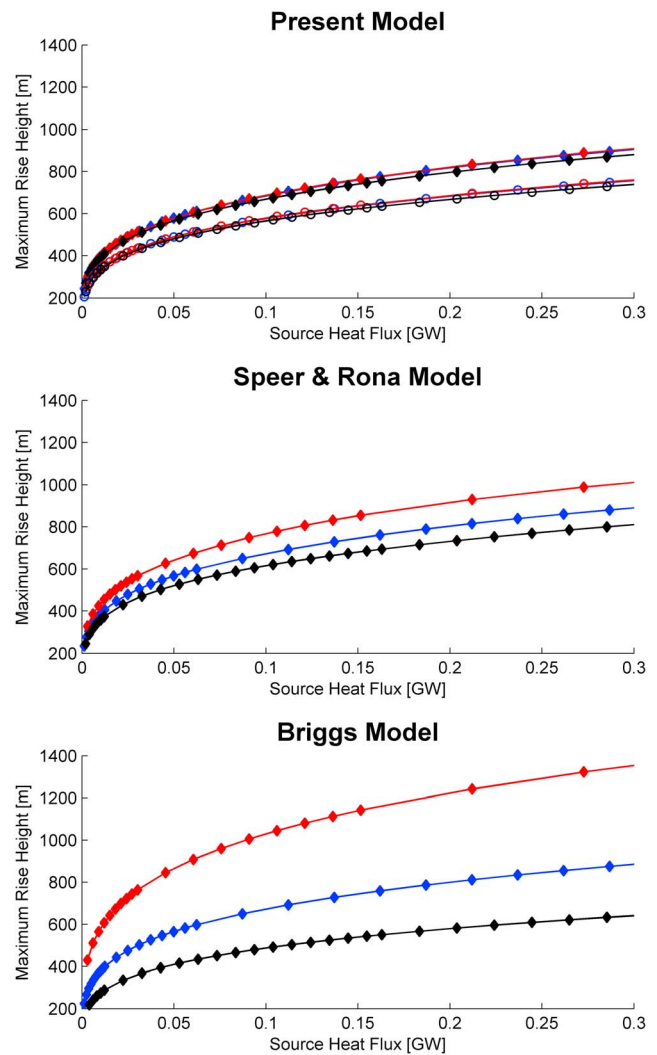 Present Model
1400
1200
1000
800
600
400
200
Maximum Rise Height [m]
0 0.05 0.1 0.15 0.2 0.25 0.3
Source Heat Flux [GW]
Speer & Rona Model
1400
1200
1000
800
600
400
200
Maximum Rise Height [m]
0 0.05 0.1 0.15 0.2 0.25 0.3
Source Heat Flux [GW]
Briggs Model
1400
1200
1000
800
600
400
200
Maximum Rise Height [m]
0 0.05 0.1 0.15 0.2 0.25 0.3
Source Heat Flux [GW]